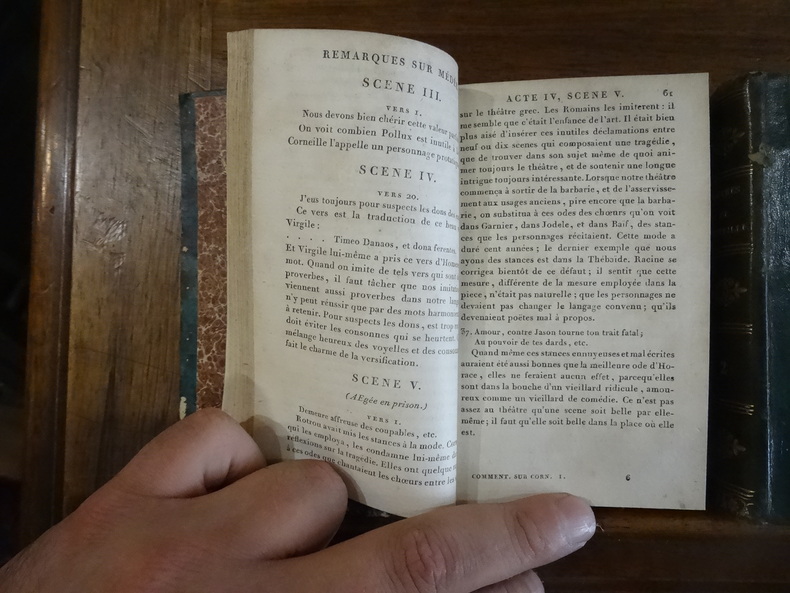 REMARQUES SUR MÉDÉE
SCENE III.
VERS 1.
Nous devons bien chérir cette valeur
On voit combien Pollux est inutile
Corneille l'appelle un personnage
SCENE IV.
VERS 20.
J'eus toujours pour suspects les dons des
Ce vers est la traduction de ce beau
Virgile :
. . . . Timeo Danaos, et dona ferentes
Et Virgile lui-même a pris ce vers
mot. Quand on imite de tels vers qui
proverbes, il faut tâcher que nos
viennent aussi proverbes dans notre
n'y peut réussir que par des mots
à retenir. Pour suspects les dons, est trop
doit éviter les consonnes qui se heurtent.
mélange heureux des voyelles et des
fait le charme de la versification.
SCENE V.
(AEgée en prison.)
VERS 1.
Demeure affreuse des coupables, etc.
Rotrou avait mis les stances à la mode.
qui les employa, les condamne lui-même
réflexions sur la tragédie. Elles ont quelque
à ces odes que chantaient les chœurs entre les
ACTE IV, SCENE V. 61
sur le théâtre grec. Les Romains les imiterent : il
me semble que c'était l'enfance de l'art. Il était bien
plus aisé d'insérer ces inutiles déclamations entre
neuf ou dix scenes qui composaient une tragédie,
que de trouver dans son sujet même de quoi ani-
mer toujours le théâtre, et de soutenir une longue
intrigue toujours intéressante. Lorsque notre théâtre
commença à sortir de la barbarie, et de l'asservisse-
ment aux usages anciens, pire encore que la barba-
rie, on substitua à ces odes des chœurs qu'on voit
dans Garnier, dans Jodele, et dans Baïf, des stan-
ces que les personnages récitaient. Cette mode a
duré cent années ; le dernier exemple que nous
ayons des stances est dans la Thébaïde. Racine se
corrigea bientôt de ce défaut ; il sentit que cette
mesure, différente de la mesure employée dans la
piece, n'était pas naturelle ; que les personnages ne
devaient pas changer le langage convenu ; qu'ils
devenaient poëtes mal à propos.
37. Amour, contre Jason tourne ton trait fatal ;
Au pouvoir de tes dards, etc.
Quand même ces stances ennuyeuses et mal écrites
auraient été aussi bonnes que la meilleure ode d'Ho-
race, elles ne feraient aucun effet, parcequ'elles
sont dans la bouche d'un vieillard ridicule, amou-
reux comme un vieillard de comédie. Ce n'est pas
assez au théâtre qu'une scene soit belle par elle-
même ; il faut qu'elle soit belle dans la place où elle
est.
COMMENT. SUR CORN. 1. 6